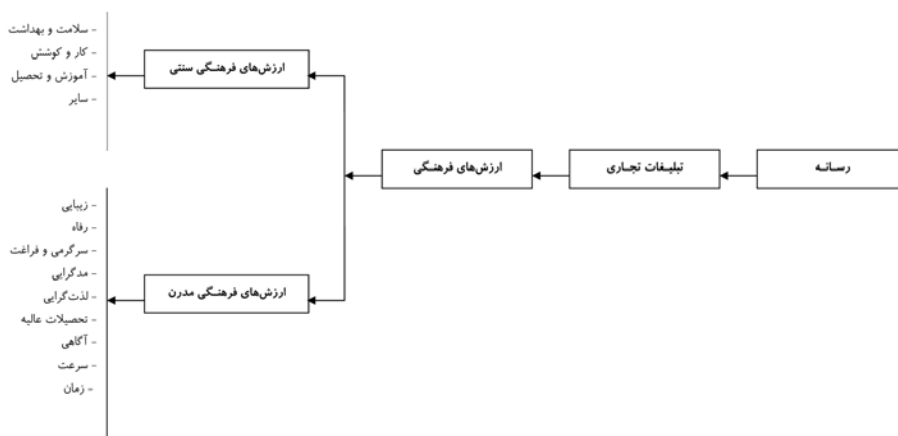 رسانه
تبلیغات تجاری
ارزش‌های فرهنگی
ارزش‌های فرهنگی سنتی
- سلامت و بهداشت
- کار و کوشش
- آموزش و تحصیل
- سایر
ارزش‌های فرهنگی مدرن
- زیبایی
- رفاه
- سرگرمی و فراغت
- مدگرایی
- لذت‌گرایی
- تحصیلات عالیه
- آگاهی
- سرعت
- زمان